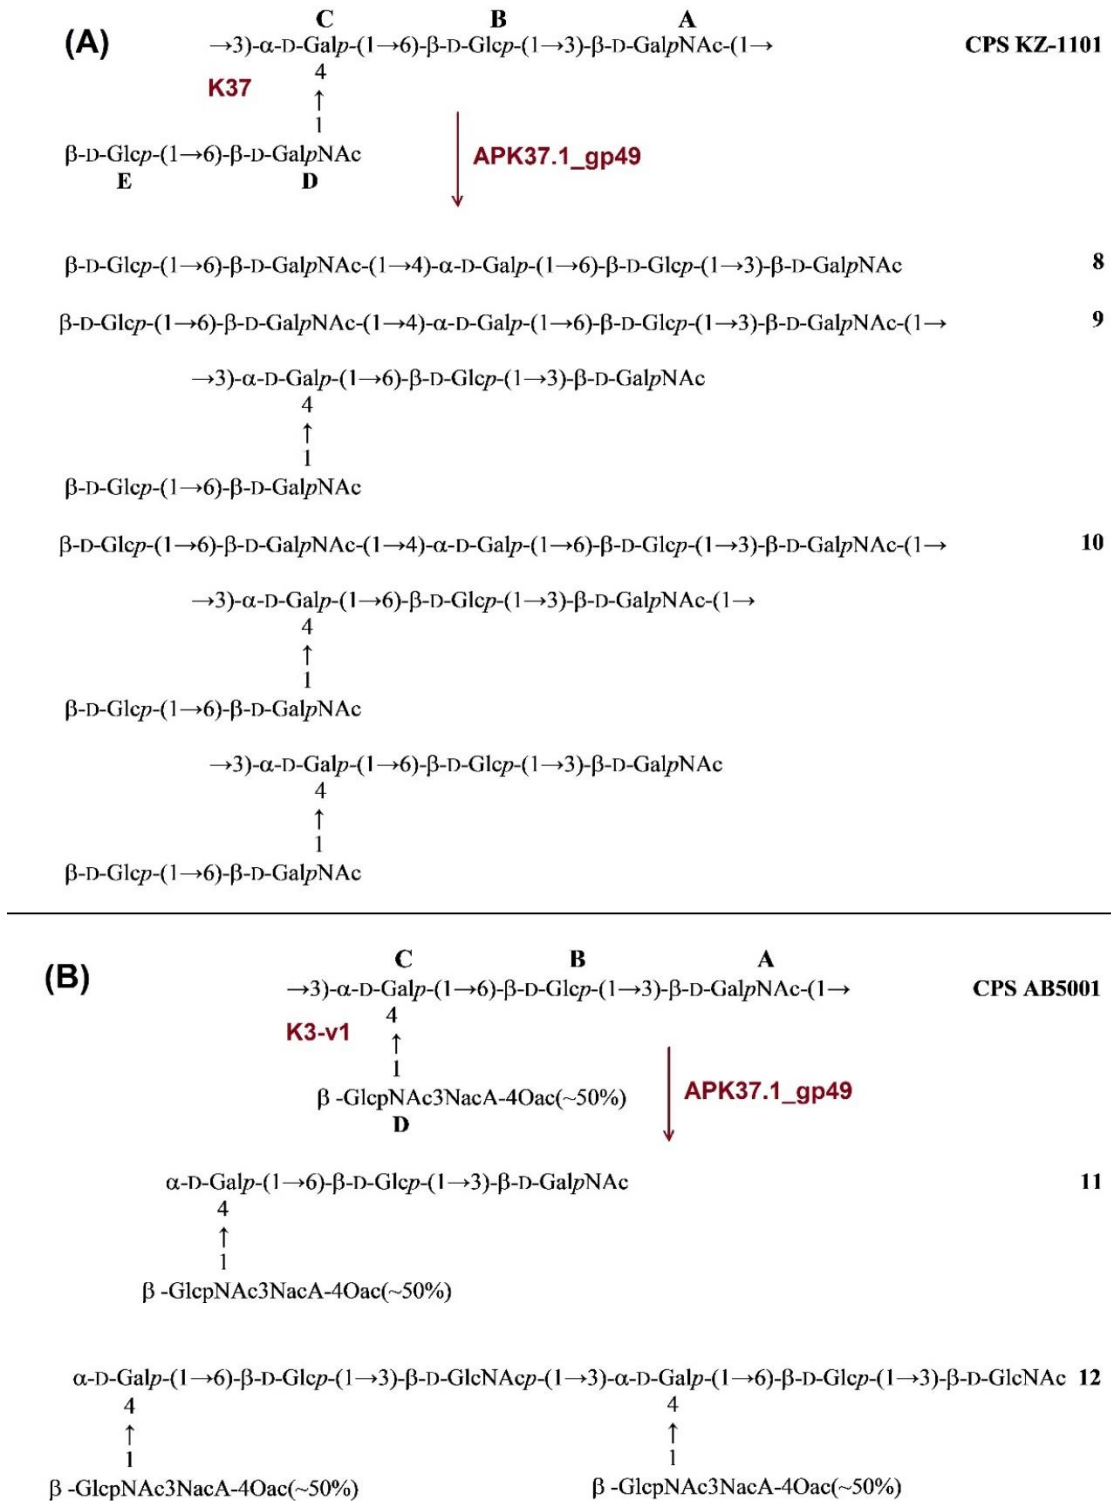 C B A
(A) →3)-α-D-Galp-(1→6)-β-D-Glcp-(1→3)-β-D-GalpNAc-(1→ CPS KZ-1101
4
K37
↑
1
APK37.1_gp49
β-D-Glcp-(1→6)-β-D-GalpNAc
E D
β-D-Glcp-(1→6)-β-D-GalpNAc-(1→4)-α-D-Galp-(1→6)-β-D-Glcp-(1→3)-β-D-GalpNAc 8
β-D-Glcp-(1→6)-β-D-GalpNAc-(1→4)-α-D-Galp-(1→6)-β-D-Glcp-(1→3)-β-D-GalpNAc-(1→ 9
→3)-α-D-Galp-(1→6)-β-D-Glcp-(1→3)-β-D-GalpNAc
4
↑
1
β-D-Glcp-(1→6)-β-D-GalpNAc
β-D-Glcp-(1→6)-β-D-GalpNAc-(1→4)-α-D-Galp-(1→6)-β-D-Glcp-(1→3)-β-D-GalpNAc-(1→ 10
→3)-α-D-Galp-(1→6)-β-D-Glcp-(1→3)-β-D-GalpNAc-(1→
4
↑
1
β-D-Glcp-(1→6)-β-D-GalpNAc
→3)-α-D-Galp-(1→6)-β-D-Glcp-(1→3)-β-D-GalpNAc
4
↑
1
β-D-Glcp-(1→6)-β-D-GalpNAc
(B) C B A
→3)-α-D-Galp-(1→6)-β-D-Glcp-(1→3)-β-D-GalpNAc-(1→ CPS AB5001
4
K3-v1
↑
1
APK37.1_gp49
β -GlcpNAc3NacA-4Oac(~50%)
D
α-D-Galp-(1→6)-β-D-Glcp-(1→3)-β-D-GalpNAc 11
4
↑
1
β -GlcpNAc3NacA-4Oac(~50%)
α-D-Galp-(1→6)-β-D-Glcp-(1→3)-β-D-GlcNAcp-(1→3)-α-D-Galp-(1→6)-β-D-Glcp-(1→3)-β-D-GlcNAc 12
4 4
↑ ↑
1 1
β -GlcpNAc3NacA-4Oac(~50%) β -GlcpNAc3NacA-4Oac(~50%)